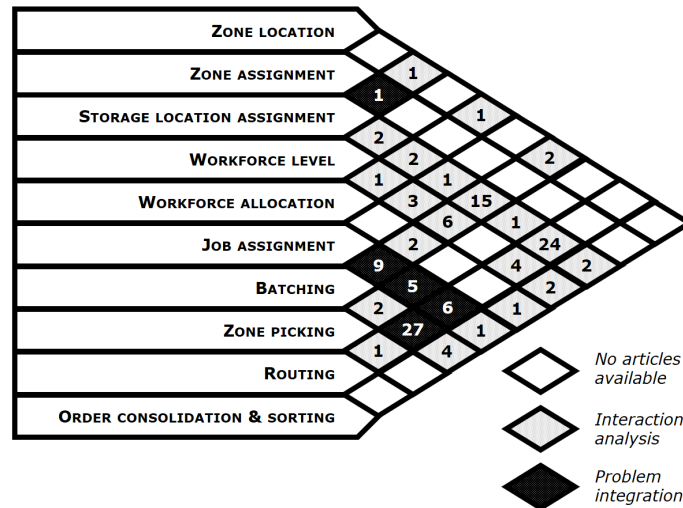 ZONE LOCATION
1
ZONE ASSIGNMENT
1
1
STORAGE LOCATION ASSIGNMENT
2
2
2
WORKFORCE LEVEL
1
1
3
15
WORKFORCE ALLOCATION
6
1
2
24
JOB ASSIGNMENT
9
4
2
5
2
BATCHING
2
6
1
27
1
ZONE PICKING
1
4
ROUTING
ORDER CONSOLIDATION & SORTING
No articles
available
Interaction
analysis
Problem
integration